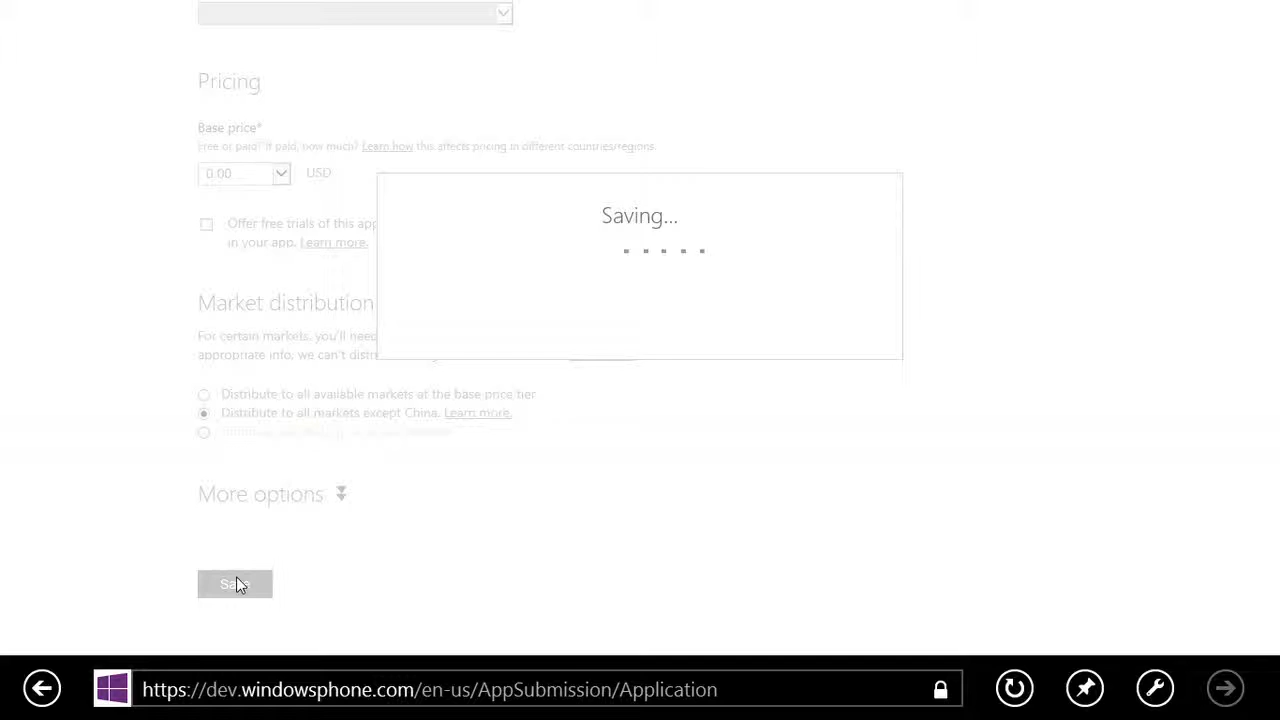 Pricing
Base price*
Free or paid? If paid, how much? Learn how this affects pricing in different countries/regions.
0.00
USD
Saving...
Offer free trials of this app
in your app. Learn more.
Market distribution
For certain markets, you'll need
appropriate info, we can't
Distribute to all available markets at the base price tier
Distribute to all markets except China. Learn more.
More options
Save
https://dev.windowsphone.com/en-us/AppSubmission/Application